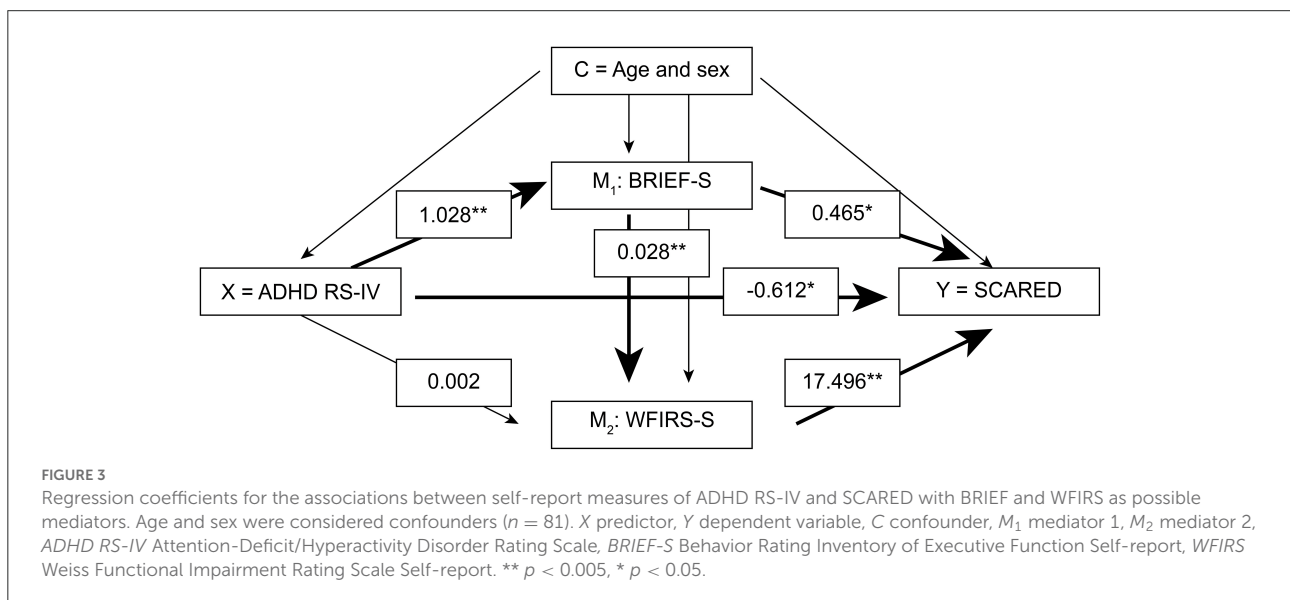 C = Age and sex
M₁: BRIEF-S
1.028**
0.465*
0.028**
X = ADHD RS-IV
-0.612*
Y = SCARED
0.002
17.496**
M₂: WFIRS-S
FIGURE 3
Regression coefficients for the associations between self-report measures of ADHD RS-IV and SCARED with BRIEF and WFIRS as possible
mediators. Age and sex were considered confounders (n = 81). X predictor, Y dependent variable, C confounder, M₁ mediator 1, M₂ mediator 2,
ADHD RS-IV Attention-Deficit/Hyperactivity Disorder Rating Scale, BRIEF-S Behavior Rating Inventory of Executive Function Self-report, WFIRS
Weiss Functional Impairment Rating Scale Self-report. ** p < 0.005, * p < 0.05.